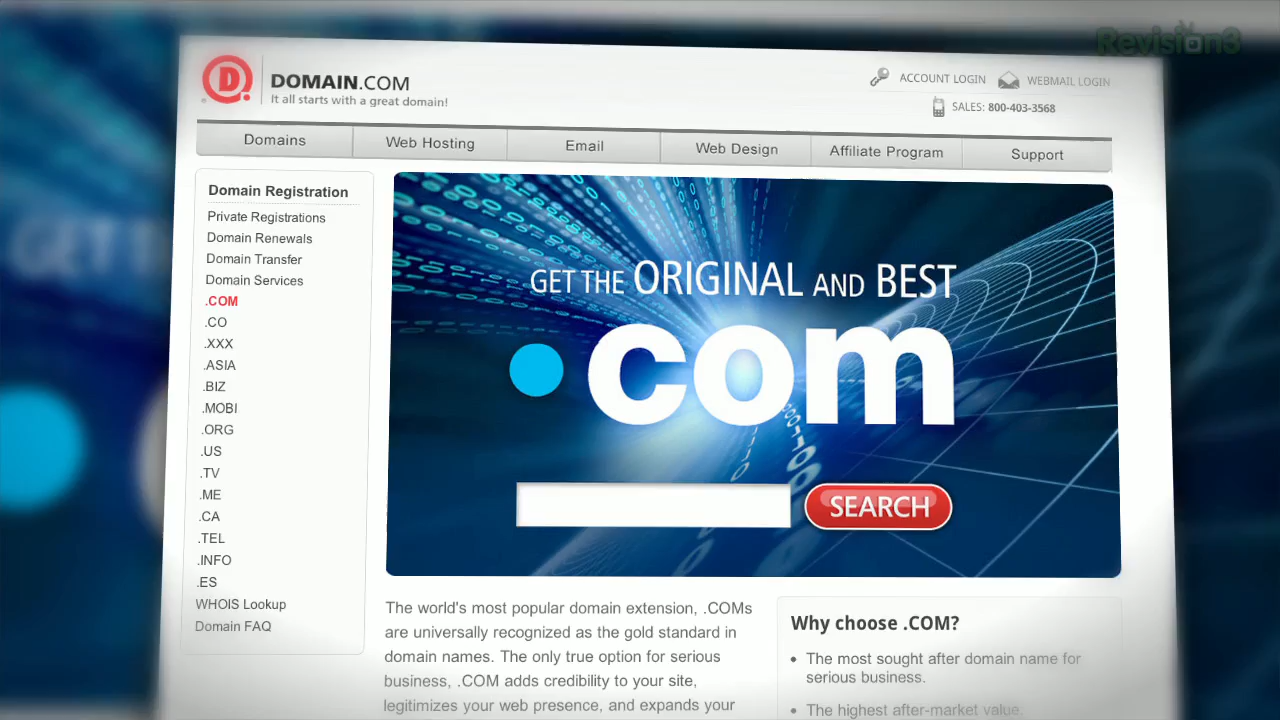 Revision3
DOMAIN.COM
It all starts with a great domain!
ACCOUNT LOGIN
WEBMAIL LOGIN
SALES: 800-403-3568
Domains
Web Hosting
Email
Web Design
Affiliate Program
Support
Domain Registration
Private Registrations
Domain Renewals
Domain Transfer
Domain Services
.COM
.CO
.XXX
.ASIA
.BIZ
.MOBI
.ORG
.US
.TV
.ME
.CA
.TEL
.INFO
.ES
WHOIS Lookup
Domain FAQ
GET THE ORIGINAL AND BEST
.com
SEARCH
The world's most popular domain extension, .COMs
are universally recognized as the gold standard in
domain names. The only true option for serious
business, .COM adds credibility to your site,
legitimizes your web presence, and expands your
Why choose .COM?
• The most sought after domain name for
serious business.
• The highest after-market value.